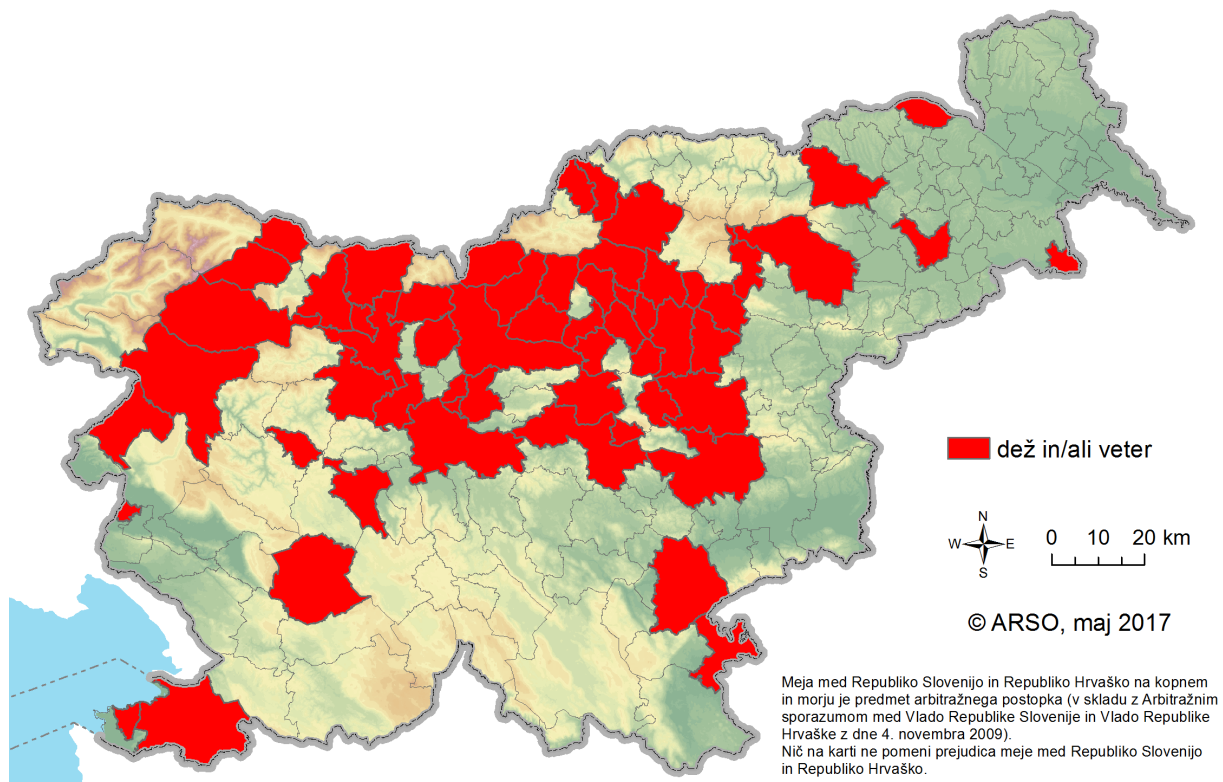 dež in/ali veter
N
W E
S
0 10 20 km
© ARSO, maj 2017
Meja med Republiko Slovenijo in Republiko Hrvaško na kopnem
in morju je predmet arbitražnega postopka (v skladu z Arbitražnim
sporazumom med Vlado Republike Slovenije in Vlado Republike
Hrvaške z dne 4. novembra 2009).
Nič na karti ne pomeni prejudica meje med Republiko Slovenijo
in Republiko Hrvaško.